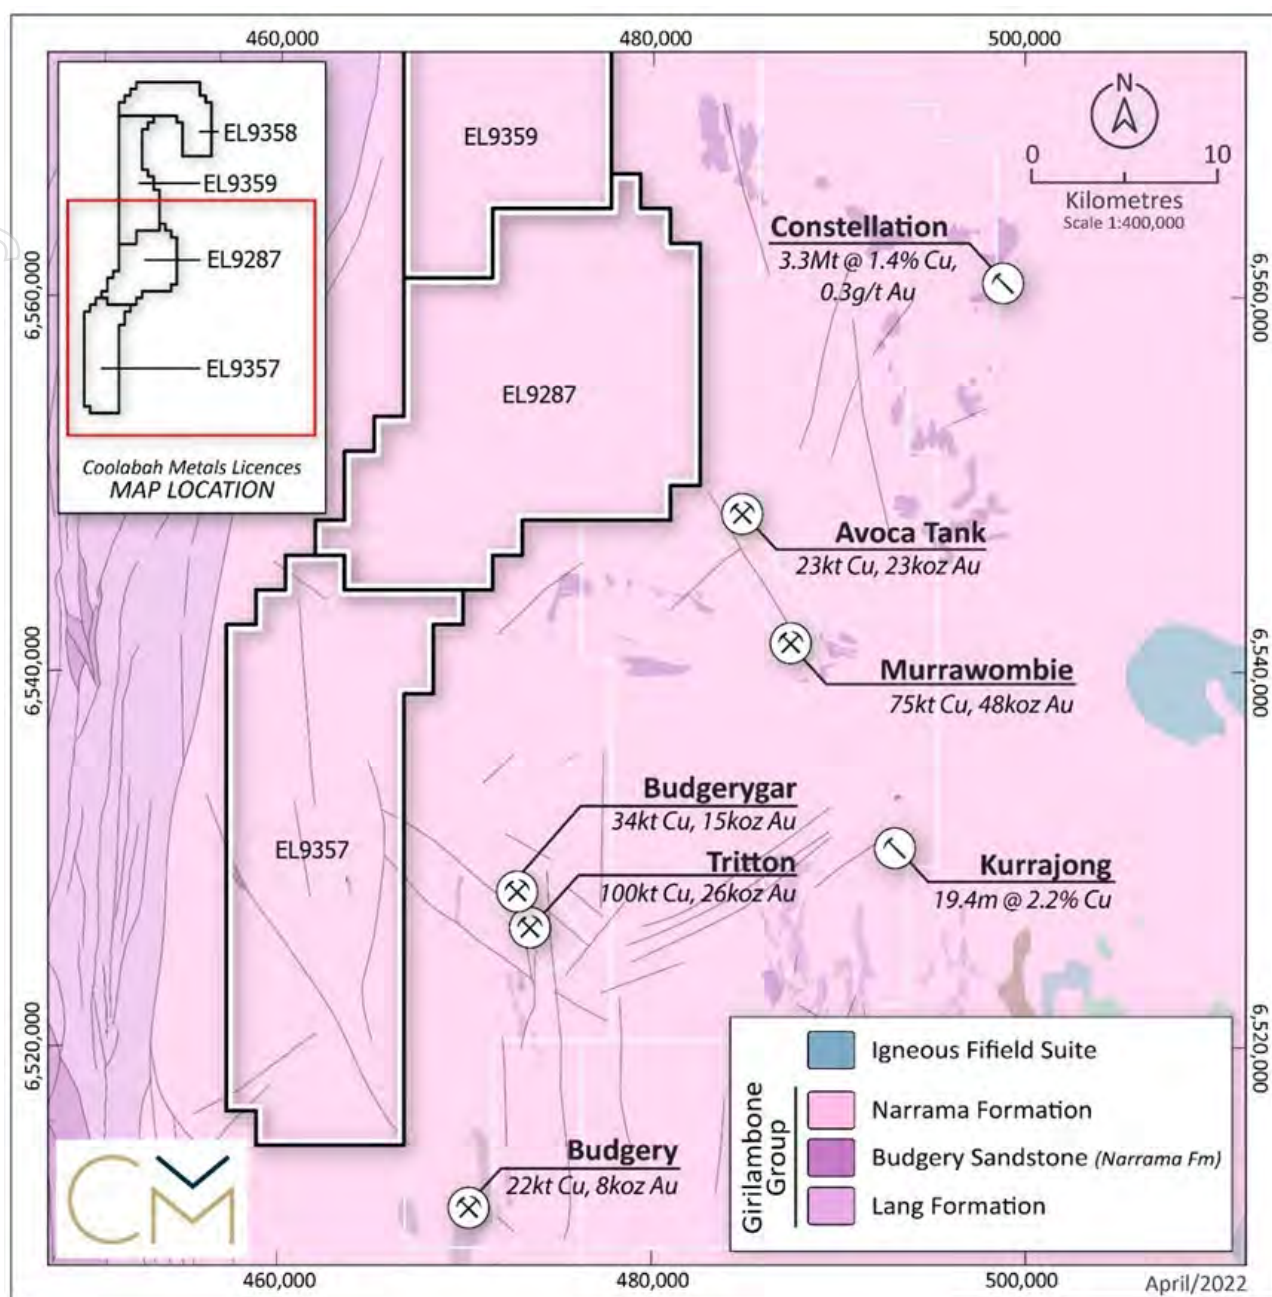 460,000
480,000
500,000
EL9358
EL9359
EL9287
EL9357
Coolabah Metals Licences
MAP LOCATION
EL9359
N
0
10
Kilometres
Scale 1:400,000
Constellation
3.3Mt @ 1.4% Cu,
0.3g/t Au
6,560,000
6,560,000
EL9287
Avoca Tank
23kt Cu, 23koz Au
6,540,000
6,540,000
Murrawombie
75kt Cu, 48koz Au
Budgerygar
34kt Cu, 15koz Au
EL9357
Tritton
100kt Cu, 26koz Au
Kurrajong
19.4m @ 2.2% Cu
6,520,000
6,520,000
Igneous Fifield Suite
Girilambone
Group
Narrama Formation
Budgery Sandstone (Narrama Fm)
Lang Formation
Budgery
22kt Cu, 8koz Au
CM
460,000
480,000
500,000
April/2022